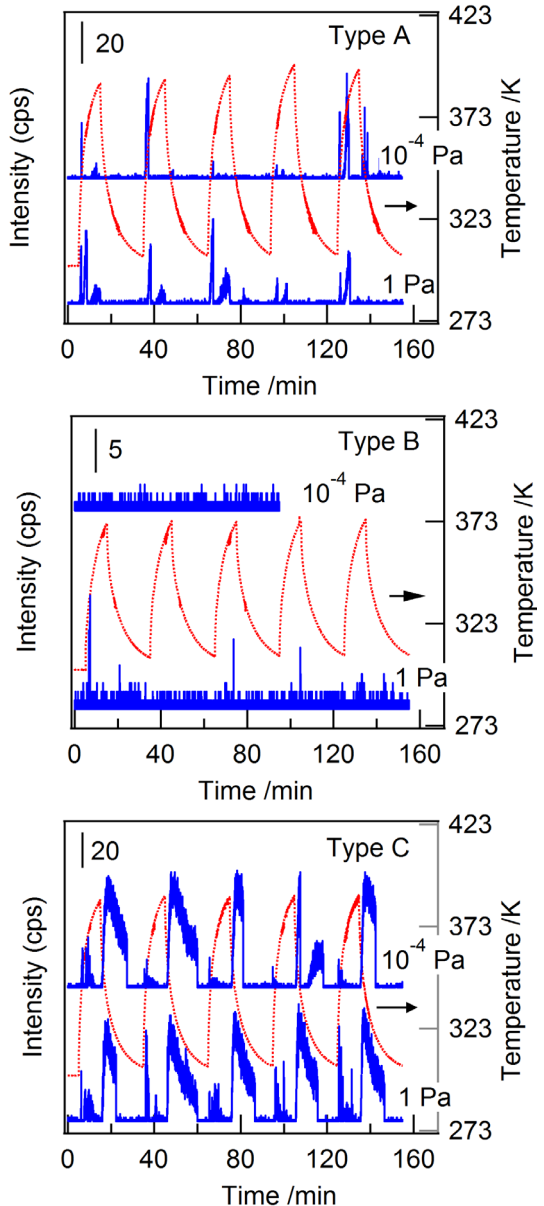 423
20
Type A
373
10⁻⁴ Pa
323
1 Pa
273
Intensity (cps)
Temperature /K
0 40 80 120 160
Time /min
423
5
Type B
10⁻⁴ Pa
373
323
1 Pa
273
Intensity (cps)
Temperature /K
0 40 80 120 160
Time /min
423
20
Type C
373
10⁻⁴ Pa
323
1 Pa
273
Intensity (cps)
Temperature /K
0 40 80 120 160
Time /min